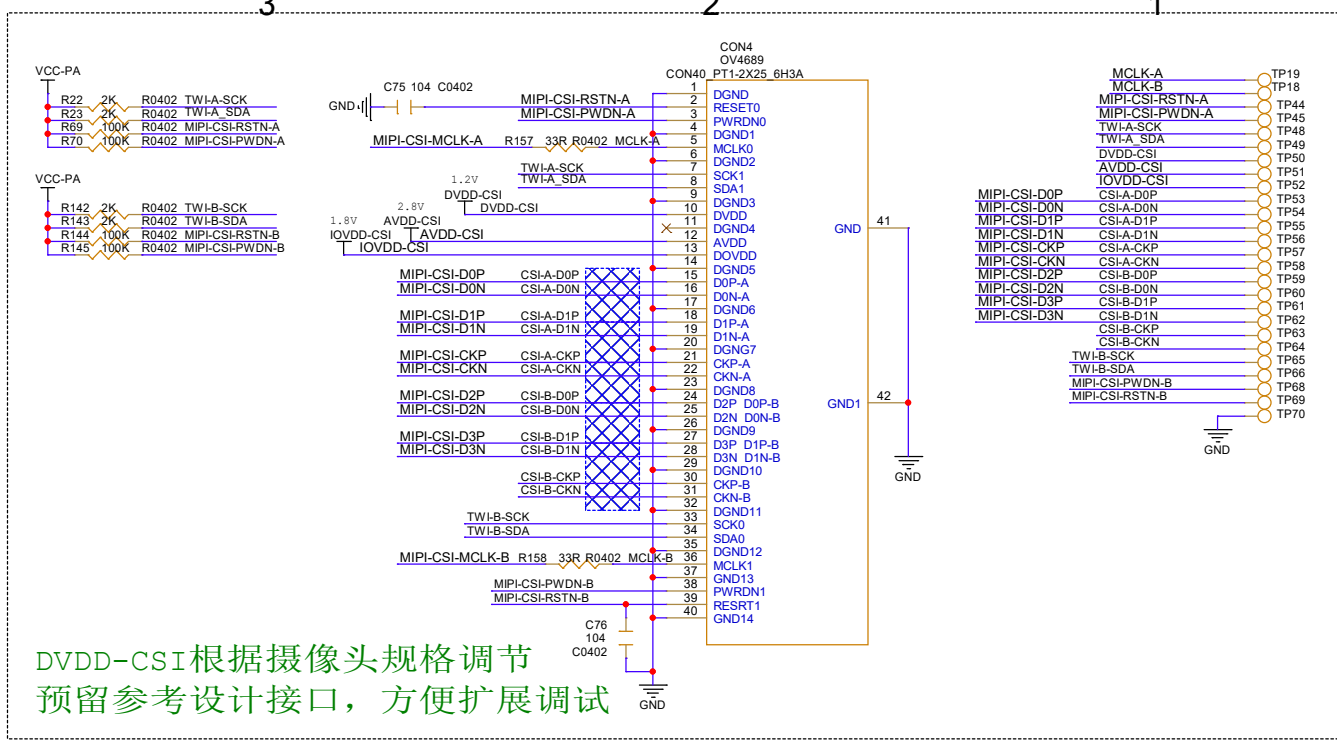 3 2 1
VCC-PA
R22 2K R0402 TWI-A-SCK
R23 2K R0402 TWI-A_SDA
R69 100K R0402 MIPI-CSI-RSTN-A
R70 100K R0402 MIPI-CSI-PWDN-A
VCC-PA
R142 2K R0402 TWI-B-SCK
R143 2K R0402 TWI-B-SDA
R144 100K R0402 MIPI-CSI-RSTN-B
R145 100K R0402 MIPI-CSI-PWDN-B
CON4
OV4689
CON40_PT1-2X25_6H3A
C75 104 C0402
GND
1 DGND
MIPI-CSI-RSTN-A 2 RESET0
MIPI-CSI-PWDN-A 3 PWRDN0
4 DGND1
MIPI-CSI-MCLK-A R157 33R R0402 MCLK-A 5 MCLK0
6 DGND2
TWI-A-SCK 7 SCK1
TWI-A_SDA 8 SDA1
9 DGND3
1.2V
DVDD-CSI
DVDD-CSI 10 DVDD
11 DGND4
2.8V
AVDD-CSI
AVDD-CSI 12 AVDD
1.8V
IOVDD-CSI
IOVDD-CSI 13 DOVDD
14 DGND5
MIPI-CSI-D0P CSI-A-D0P 15 D0P-A
MIPI-CSI-D0N CSI-A-D0N 16 D0N-A
17 DGND6
MIPI-CSI-D1P CSI-A-D1P 18 D1P-A
MIPI-CSI-D1N CSI-A-D1N 19 D1N-A
20 DGNG7
MIPI-CSI-CKP CSI-A-CKP 21 CKP-A
MIPI-CSI-CKN CSI-A-CKN 22 CKN-A
23 DGND8
MIPI-CSI-D2P CSI-B-D0P 24 D2P D0P-B
MIPI-CSI-D2N CSI-B-D0N 25 D2N D0N-B
26 DGND9
MIPI-CSI-D3P CSI-B-D1P 27 D3P D1P-B
MIPI-CSI-D3N CSI-B-D1N 28 D3N D1N-B
29 DGND10
CSI-B-CKP 30 CKP-B
CSI-B-CKN 31 CKN-B
32 DGND11
TWI-B-SCK 33 SCK0
TWI-B-SDA 34 SDA0
35 DGND12
MIPI-CSI-MCLK-B R158 33R R0402 MCLK-B 36 MCLK1
37 GND13
MIPI-CSI-PWDN-B 38 PWRDN1
MIPI-CSI-RSTN-B 39 RESRT1
40 GND14
C76
104
C0402
GND
GND 41
GND1 42
GND
MCLK-A TP19
MCLK-B TP18
MIPI-CSI-RSTN-A TP44
MIPI-CSI-PWDN-A TP45
TWI-A-SCK TP48
TWI-A_SDA TP49
DVDD-CSI TP50
AVDD-CSI TP51
IOVDD-CSI TP52
MIPI-CSI-D0P CSI-A-D0P TP53
MIPI-CSI-D0N CSI-A-D0N TP54
MIPI-CSI-D1P CSI-A-D1P TP55
MIPI-CSI-D1N CSI-A-D1N TP56
MIPI-CSI-CKP CSI-A-CKP TP57
MIPI-CSI-CKN CSI-A-CKN TP58
MIPI-CSI-D2P CSI-B-D0P TP59
MIPI-CSI-D2N CSI-B-D0N TP60
MIPI-CSI-D3P CSI-B-D1P TP61
MIPI-CSI-D3N CSI-B-D1N TP62
CSI-B-CKP TP63
CSI-B-CKN TP64
TWI-B-SCK TP65
TWI-B-SDA TP66
MIPI-CSI-PWDN-B TP68
MIPI-CSI-RSTN-B TP69
TP70
GND
DVDD-CSI根据摄像头规格调节
预留参考设计接口，方便扩展调试